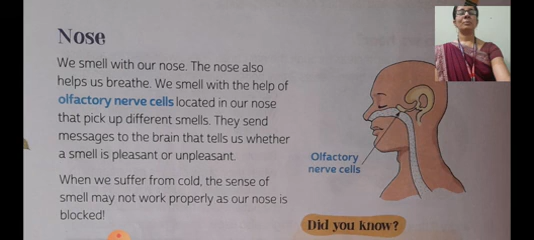 Nose
We smell with our nose. The nose also
helps us breathe. We smell with the help of
olfactory nerve cells located in our nose
that pick up different smells. They send
messages to the brain that tells us whether
a smell is pleasant or unpleasant.
When we suffer from cold, the sense of
smell may not work properly as our nose is
blocked!
Olfactory
nerve cells
Did you know?